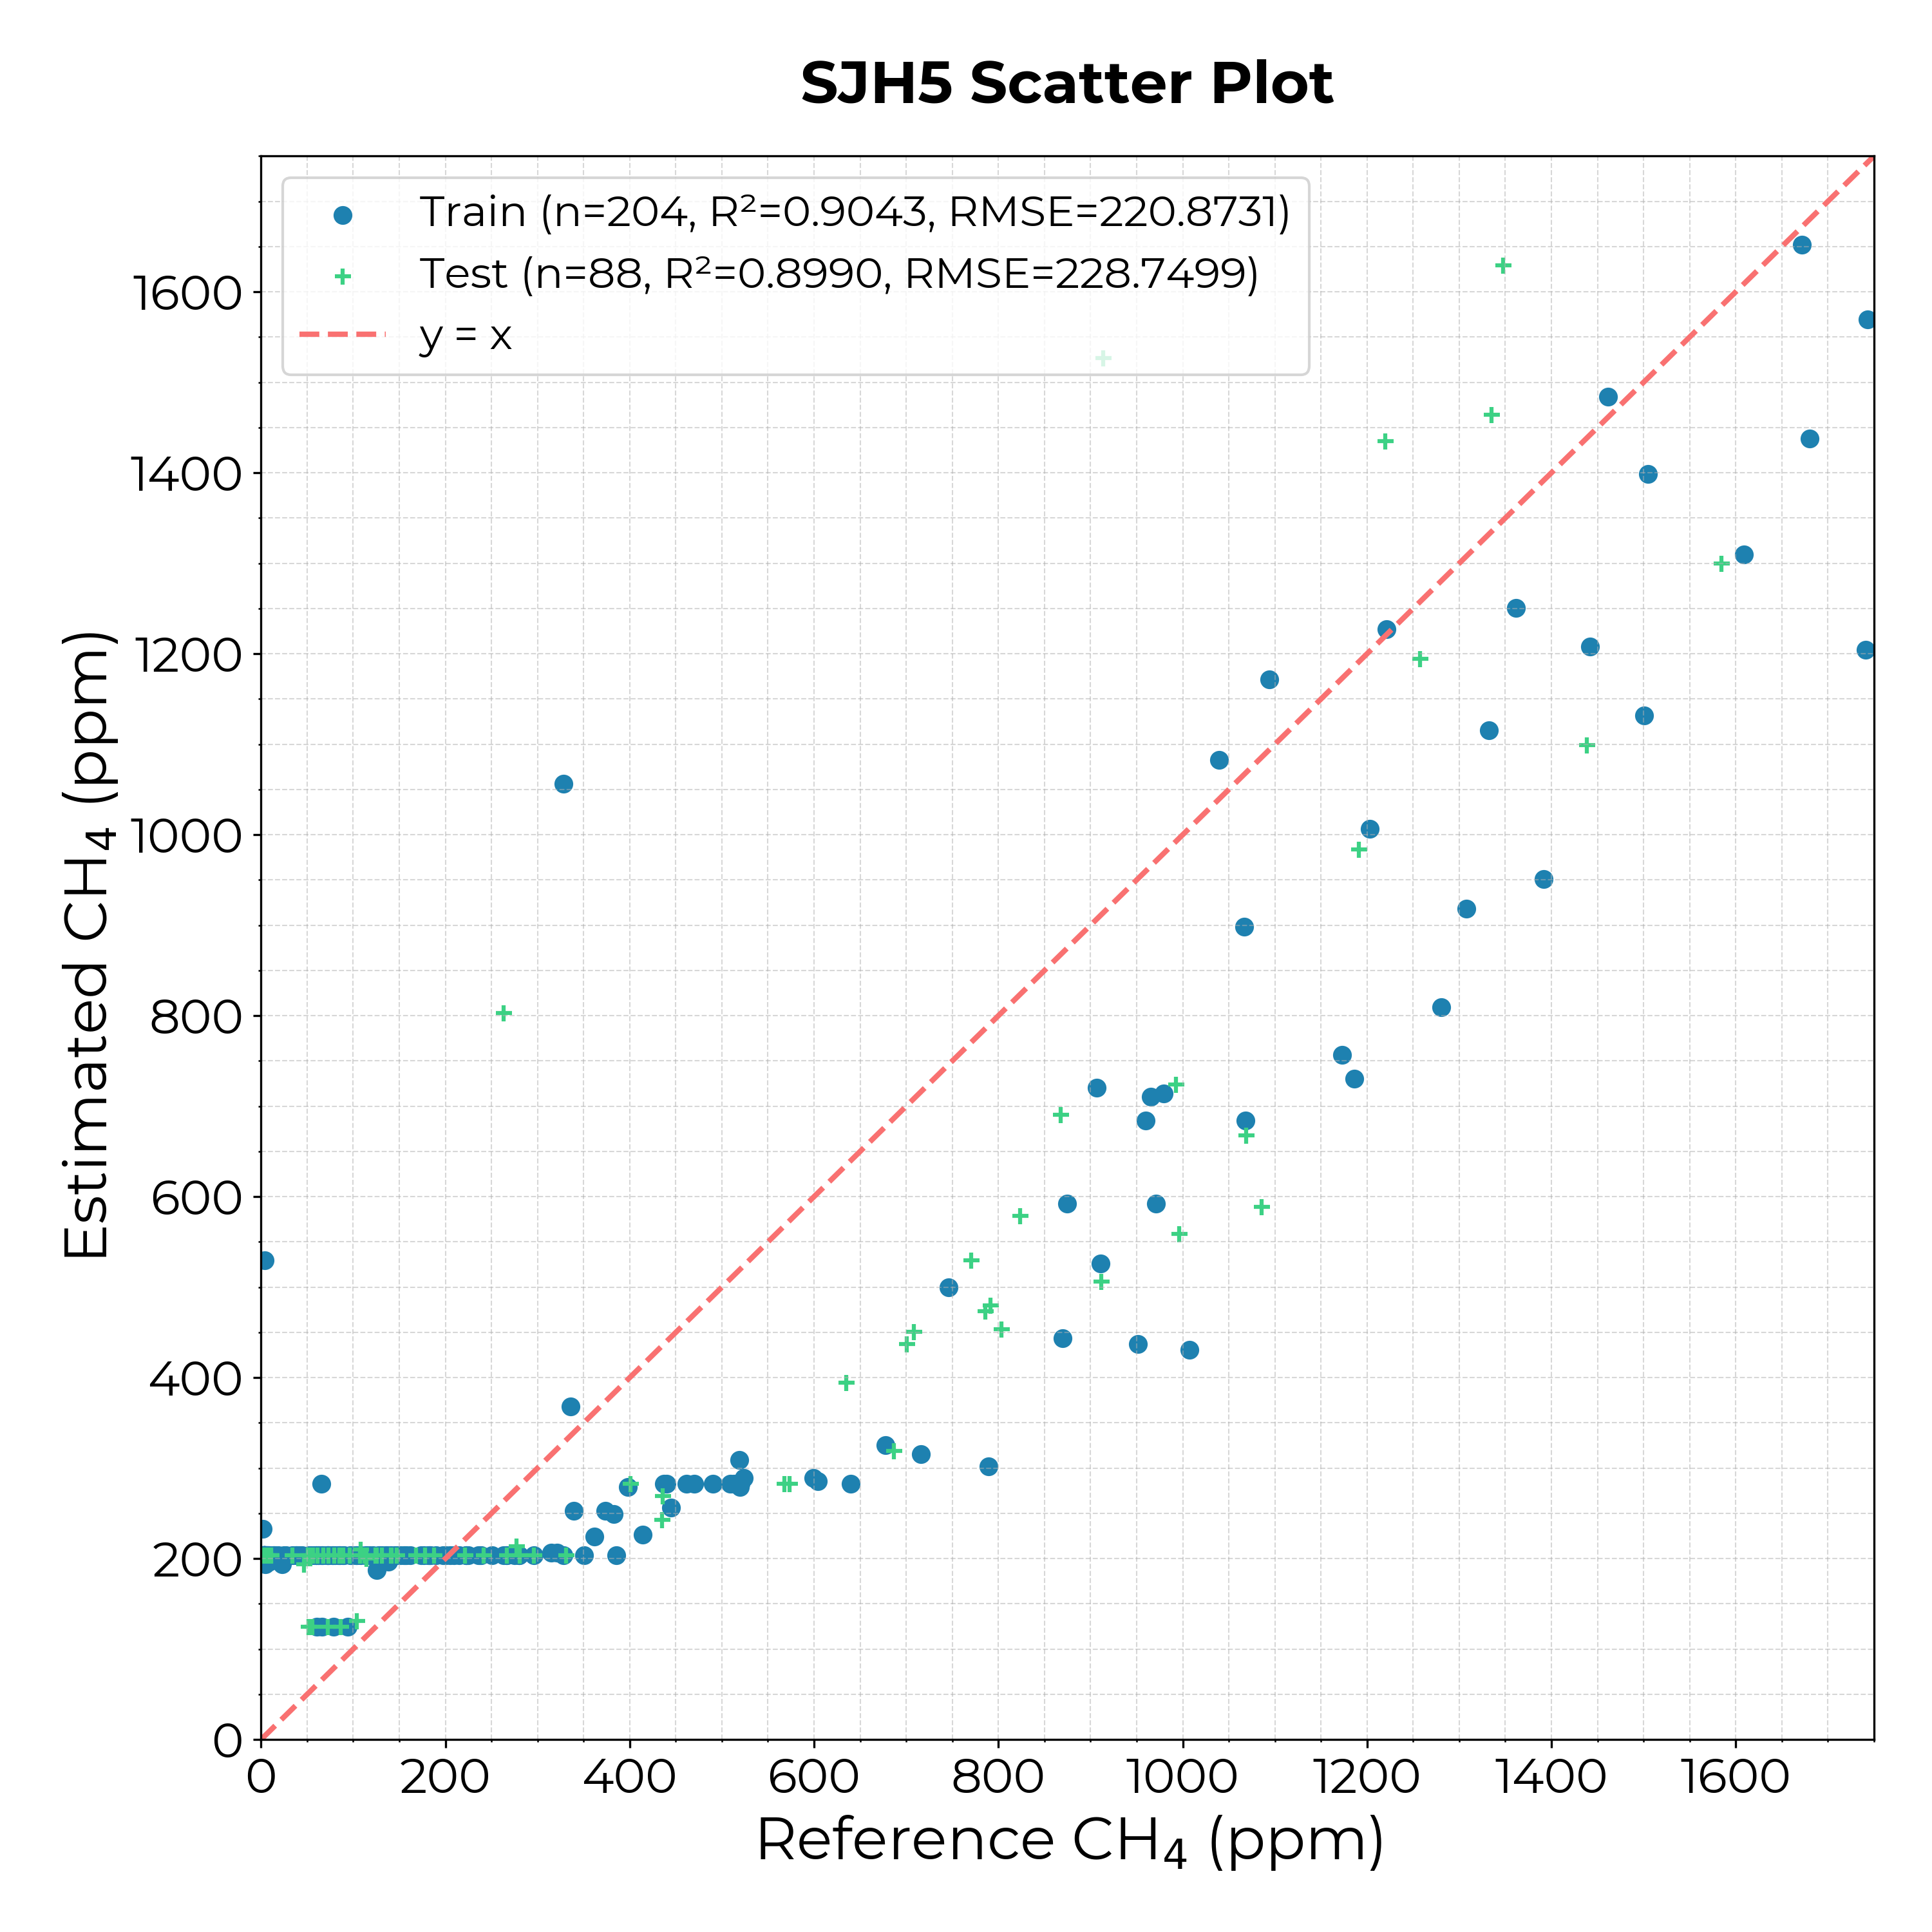 SJH5 Scatter Plot
Train (n=204, R²=0.9043, RMSE=220.8731)
Test (n=88, R²=0.8990, RMSE=228.7499)
y = x
Estimated CH₄ (ppm)
1600
1400
1200
1000
800
600
400
200
0
0 200 400 600 800 1000 1200 1400 1600
Reference CH₄ (ppm)